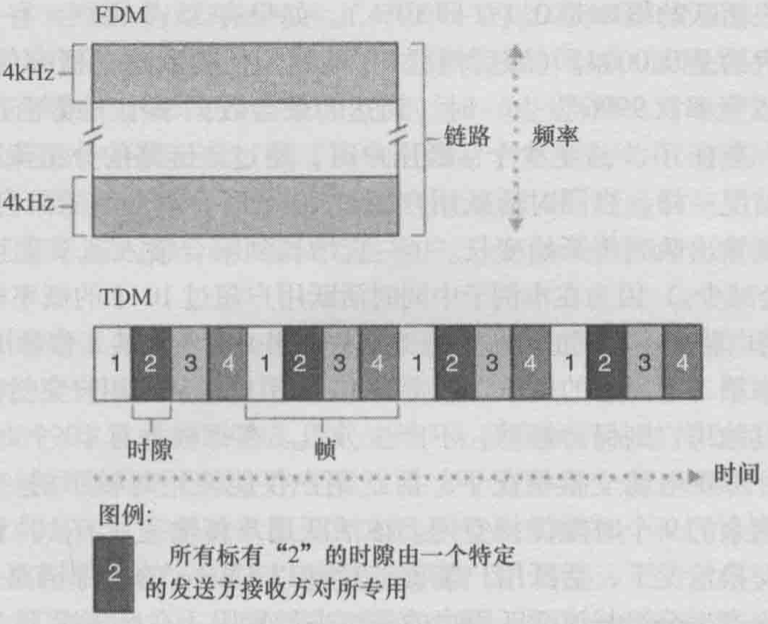 FDM
4kHz
链路
频率
4kHz
TDM
1 2 3 4 1 2 3 4 1 2 3 4 1 2 3 4
时隙
帧
时间
图例:
2
所有标有“2”的时隙由一个特定
的发送方接收方对所专用